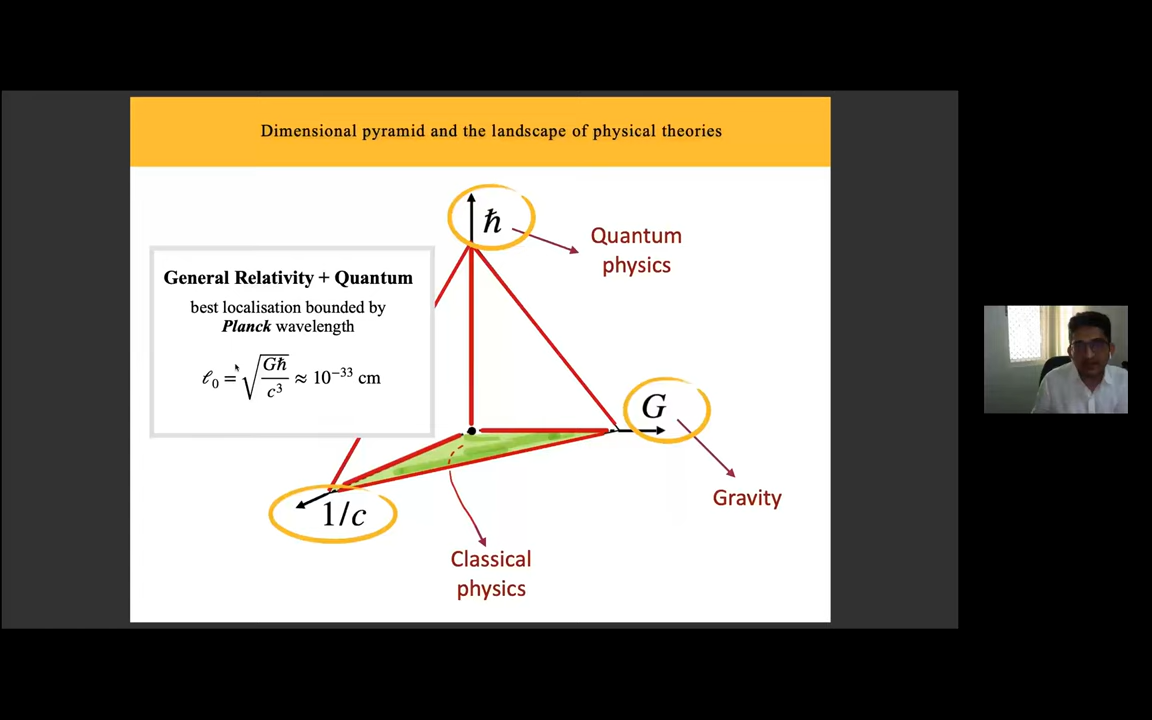 Dimensional pyramid and the landscape of physical theories
ℏ
Quantum
physics
General Relativity + Quantum
best localisation bounded by
Planck wavelength
ℓ₀ = √(Gℏ/c³) ≈ 10⁻³³ cm
G
Gravity
1/c
Classical
physics